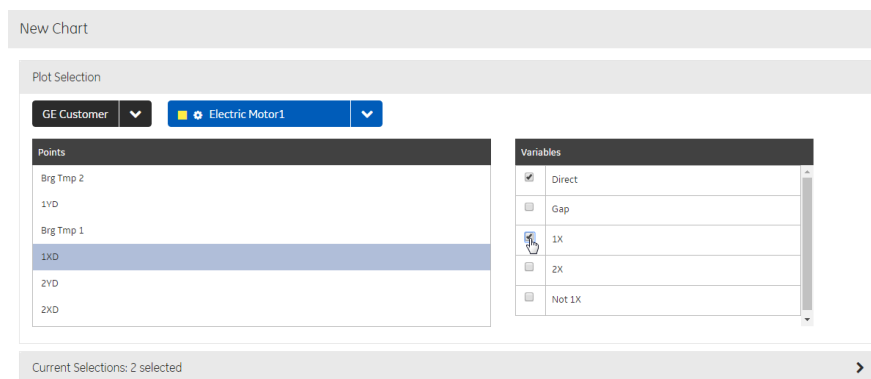 New Chart
Plot Selection
GE Customer
Electric Motor1
Points
Brg Tmp 2
1YD
Brg Tmp 1
1XD
2YD
2XD
Variables
Direct
Gap
1X
2X
Not 1X
Current Selections: 2 selected